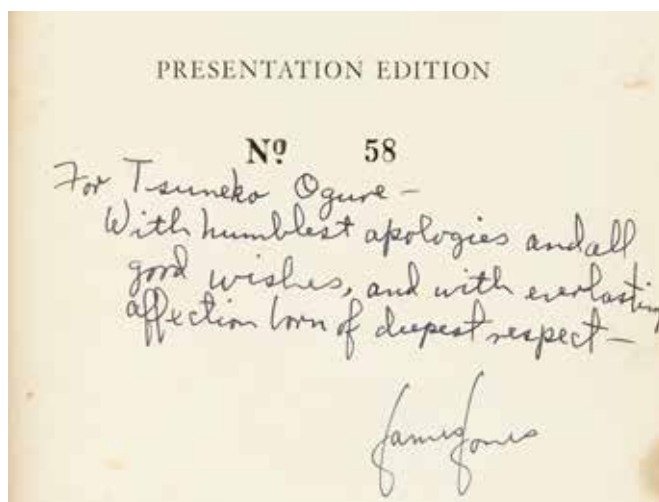 PRESENTATION EDITION
Nº 58
For Tsuneko Ogure —
With humblest apologies and all
good wishes, and with everlasting
affection born of deepest respect —
James Jones